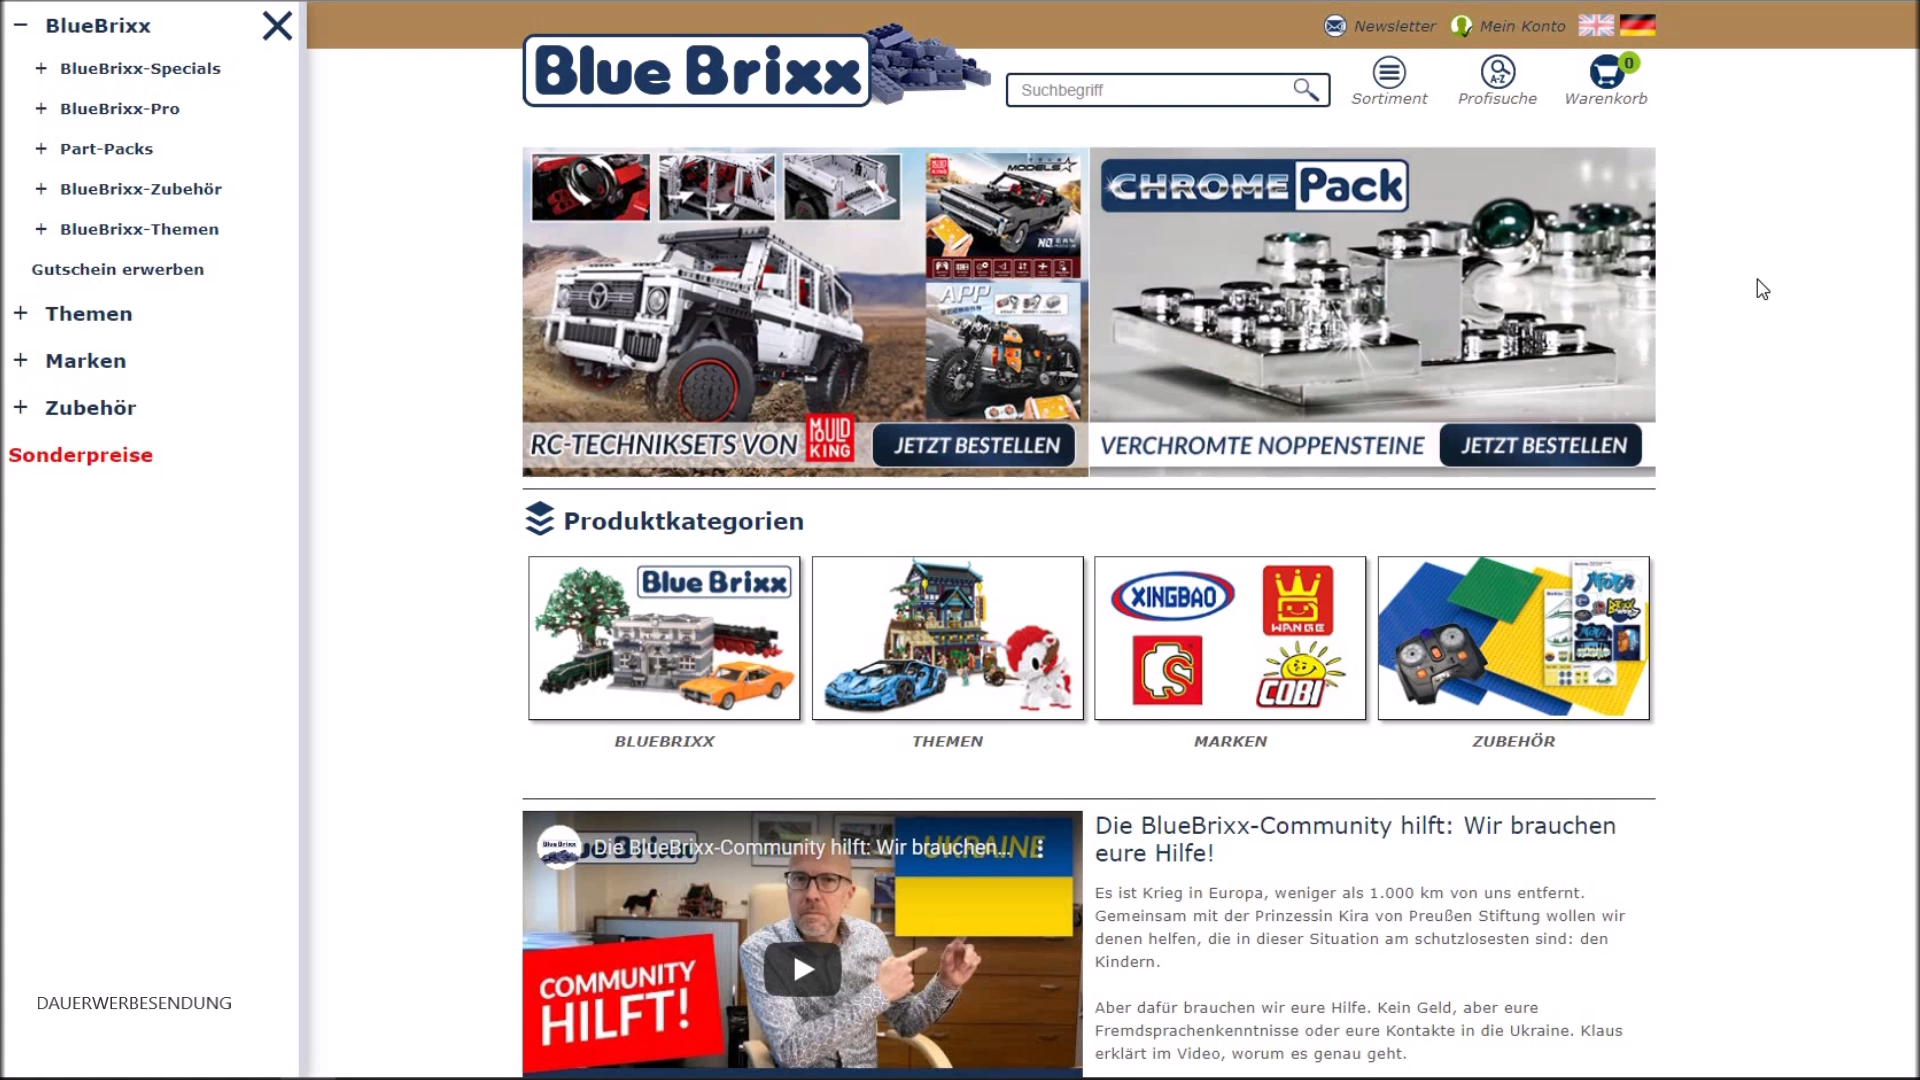 BlueBrixx
BlueBrixx-Specials
BlueBrixx-Pro
Part-Packs
BlueBrixx-Zubehör
BlueBrixx-Themen
Gutschein erwerben
Themen
Marken
Zubehör
Sonderpreise
DAUERWERBESENDUNG
Newsletter
Mein Konto
Blue Brixx
Suchbegriff
Sortiment
A-Z
Profisuche
0
Warenkorb
MODELS
APP
RC-TECHNIKSETS VON
MOULD KING
JETZT BESTELLEN
CHROME Pack
VERCHROMTE NOPPENSTEINE
JETZT BESTELLEN
Produktkategorien
Blue Brixx
XINGBAO
WANGE
COBI
BLUEBRIXX
THEMEN
MARKEN
ZUBEHÖR
Die BlueBrixx-Community hilft: Wir brauchen...
UKRAINE
COMMUNITY
HILFT!
Die BlueBrixx-Community hilft: Wir brauchen
eure Hilfe!
Es ist Krieg in Europa, weniger als 1.000 km von uns entfernt.
Gemeinsam mit der Prinzessin Kira von Preußen Stiftung wollen wir
denen helfen, die in dieser Situation am schutzlosesten sind: den
Kindern.
Aber dafür brauchen wir eure Hilfe. Kein Geld, aber eure
Fremdsprachenkenntnisse oder eure Kontakte in die Ukraine. Klaus
erklärt im Video, worum es genau geht.